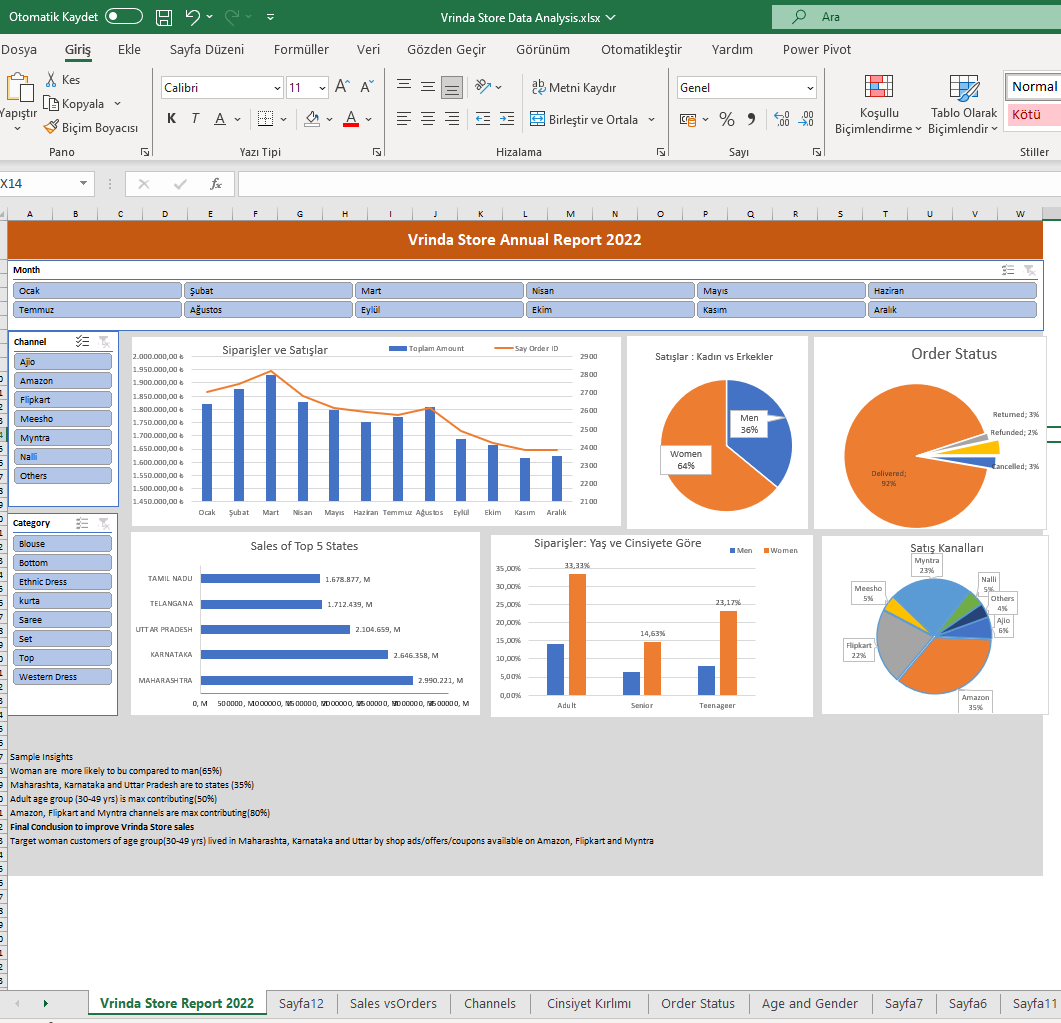 Otomatik Kaydet
Vrinda Store Data Analysis.xlsx
Ara
Dosya Giriş Ekle Sayfa Düzeni Formüller Veri Gözden Geçir Görünüm Otomatikleştir Yardım Power Pivot
Yapıştır
Kes
Kopyala
Biçim Boyacısı
Pano
Calibri 11 A A
K T A A
Yazı Tipi
Metni Kaydır
Birleştir ve Ortala
Hizalama
Genel
%
Sayı
Koşullu
Biçimlendirme
Tablo Olarak
Biçimlendir
Normal
Kötü
Stiller
X14
fx
A B C D E F G H I J K L M N O P Q R S T U V W
Vrinda Store Annual Report 2022
Month
Ocak Şubat Mart Nisan Mayıs Haziran
Temmuz Ağustos Eylül Ekim Kasım Aralık
Channel
Ajio
Amazon
Flipkart
Meesho
Myntra
Nalli
Others
Siparişler ve Satışlar
Toplam Amount Say Order ID
2.000.000,00 ₺
1.950.000,00 ₺
1.900.000,00 ₺
1.850.000,00 ₺
1.800.000,00 ₺
1.750.000,00 ₺
1.700.000,00 ₺
1.650.000,00 ₺
1.600.000,00 ₺
1.550.000,00 ₺
1.500.000,00 ₺
1.450.000,00 ₺
2900
2800
2700
2600
2500
2400
2300
2200
2100
Ocak Şubat Mart Nisan Mayıs Haziran Temmuz Ağustos Eylül Ekim Kasım Aralık
Satışlar : Kadın vs Erkekler
Men
36%
Women
64%
Order Status
Returned; 3%
Refunded; 2%
Cancelled; 3%
Delivered;
92%
Category
Blouse
Bottom
Ethnic Dress
kurta
Saree
Set
Top
Western Dress
Sales of Top 5 States
TAMIL NADU 1.678.877, M
TELANGANA 1.712.439, M
UTTAR PRADESH 2.104.659, M
KARNATAKA 2.646.358, M
MAHARASHTRA 2.990.221, M
0, M
Siparişler: Yaş ve Cinsiyete Göre
Men Women
35,00%
30,00%
25,00%
20,00%
15,00%
10,00%
5,00%
0,00%
33,33%
14,63%
23,17%
Adult Senior Teenageer
Satış Kanalları
Myntra
23%
Nalli
5%
Others
4%
Ajio
6%
Meesho
5%
Flipkart
22%
Amazon
35%
Sample Insights
Woman are more likely to bu compared to man(65%)
Maharashta, Karnataka and Uttar Pradesh are to states (35%)
Adult age group (30-49 yrs) is max contributing(50%)
Amazon, Flipkart and Myntra channels are max contributing(80%)
Final Conclusion to improve Vrinda Store sales
Target woman customers of age group(30-49 yrs) lived in Maharashta, Karnataka and Uttar by shop ads/offers/coupons available on Amazon, Flipkart and Myntra
Vrinda Store Report 2022 Sayfa12 Sales vsOrders Channels Cinsiyet Kırlımı Order Status Age and Gender Sayfa7 Sayfa6 Sayfa11